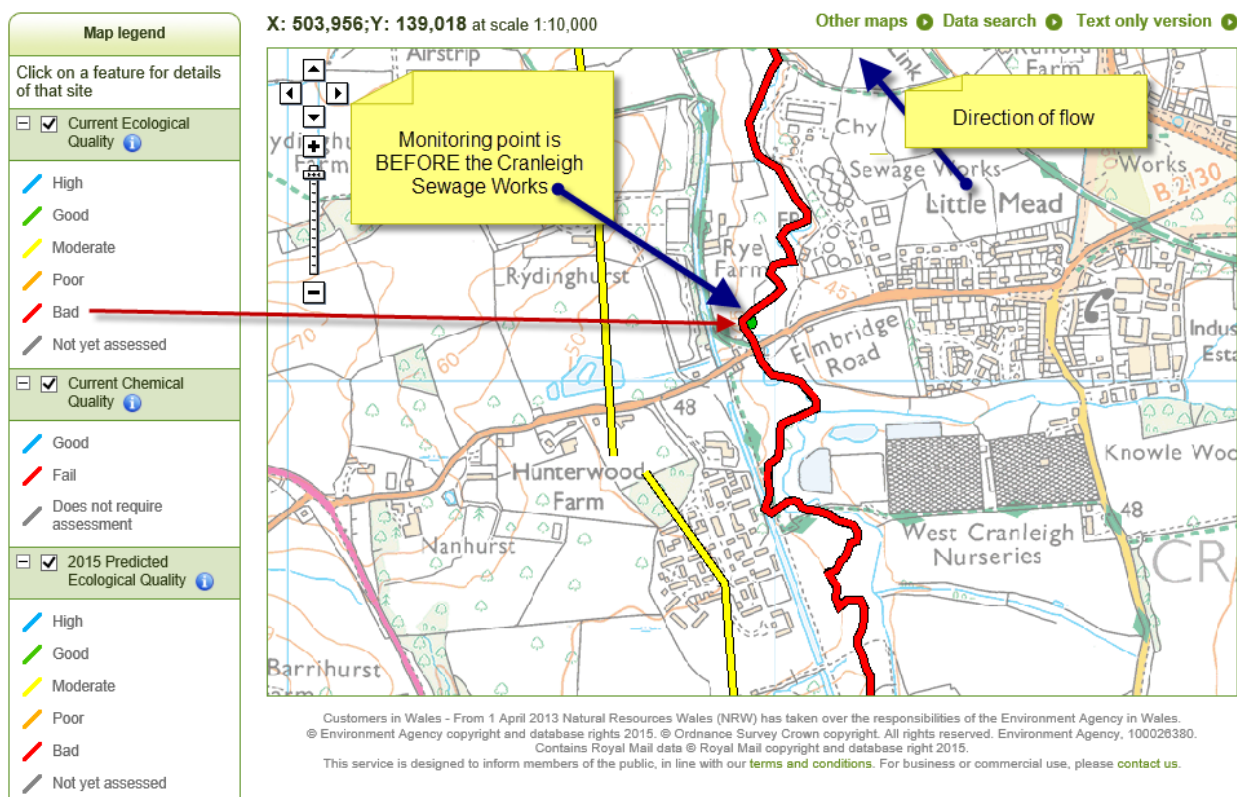 Map legend
Click on a feature for details
of that site
Current Ecological
Quality
High
Good
Moderate
Poor
Bad
Not yet assessed
Current Chemical
Quality
Good
Fail
Does not require
assessment
2015 Predicted
Ecological Quality
High
Good
Moderate
Poor
Bad
Not yet assessed
X: 503,956;Y: 139,018 at scale 1:10,000
Other maps Data search Text only version
Airstrip
Link
Farm
Monitoring point is
BEFORE the Cranleigh
Sewage Works
Direction of flow
Chy
Sewage Works
Works
B 2130
Little Mead
Farm
FB
Rye
Farm
Rydinghurst
45
Elmbridge
Road
Indus
Esta
70
60
50
48
Hunterwood
Farm
Knowle Woo
48
West Cranleigh
Nurseries
Nanhurst
CR
Barrihurst
Farm
Customers in Wales - From 1 April 2013 Natural Resources Wales (NRW) has taken over the responsibilities of the Environment Agency in Wales.
© Environment Agency copyright and database rights 2015. © Ordnance Survey Crown copyright. All rights reserved. Environment Agency, 100026380.
Contains Royal Mail data © Royal Mail copyright and database right 2015.
This service is designed to inform members of the public, in line with our terms and conditions. For business or commercial use, please contact us.